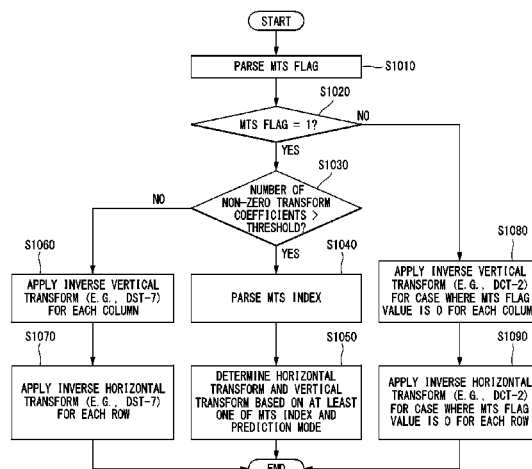 START
PARSE MTS FLAG
S1010
S1020
MTS FLAG = 1?
NO
YES
S1030
NUMBER OF
NON-ZERO TRANSFORM
COEFFICIENTS >
THRESHOLD?
NO
YES
S1060
APPLY INVERSE VERTICAL
TRANSFORM (E.G., DST-7)
FOR EACH COLUMN
S1040
PARSE MTS INDEX
S1080
APPLY INVERSE VERTICAL
TRANSFORM (E.G., DCT-2)
FOR CASE WHERE MTS FLAG
VALUE IS 0 FOR EACH COLUMN
S1070
APPLY INVERSE HORIZONTAL
TRANSFORM (E.G., DST-7)
FOR EACH ROW
S1050
DETERMINE HORIZONTAL
TRANSFORM AND VERTICAL
TRANSFORM BASED ON AT LEAST
ONE OF MTS INDEX AND
PREDICTION MODE
S1090
APPLY INVERSE HORIZONTAL
TRANSFORM (E.G., DCT-2)
FOR CASE WHERE MTS FLAG
VALUE IS 0 FOR EACH ROW
END